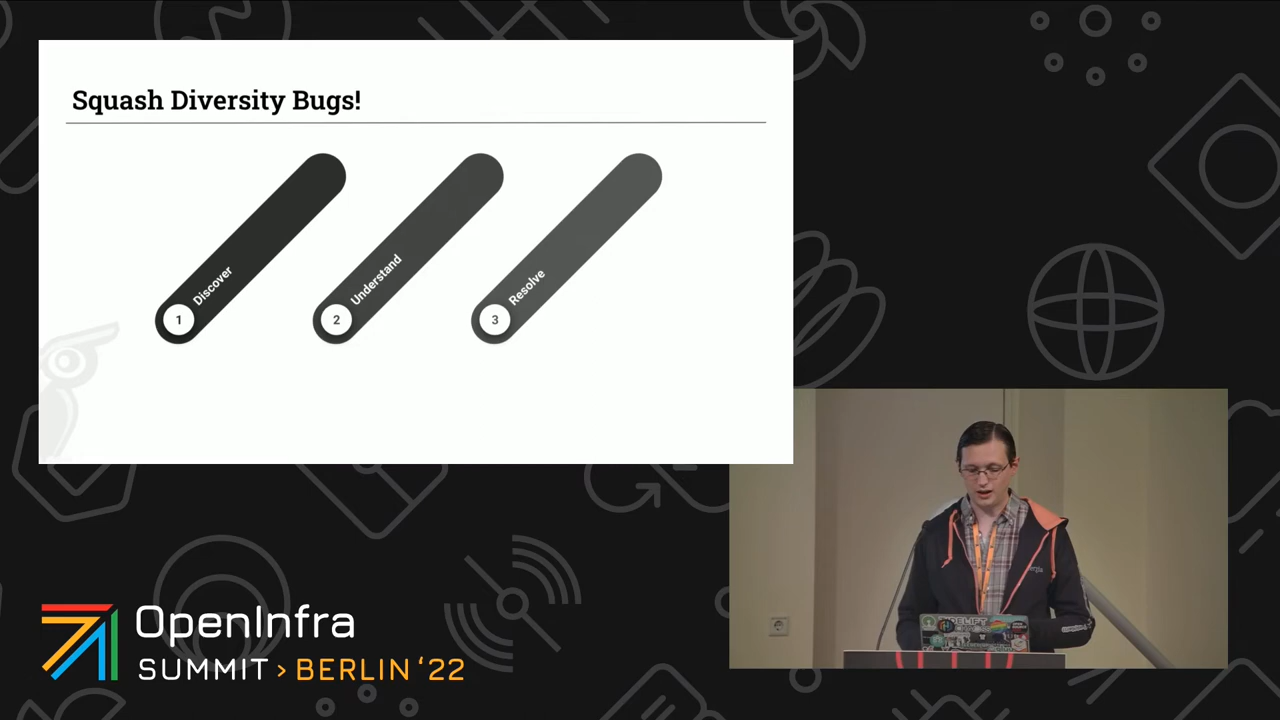 Squash Diversity Bugs!
1 Discover
2 Understand
3 Resolve
OpenInfra
SUMMIT > BERLIN ‘22